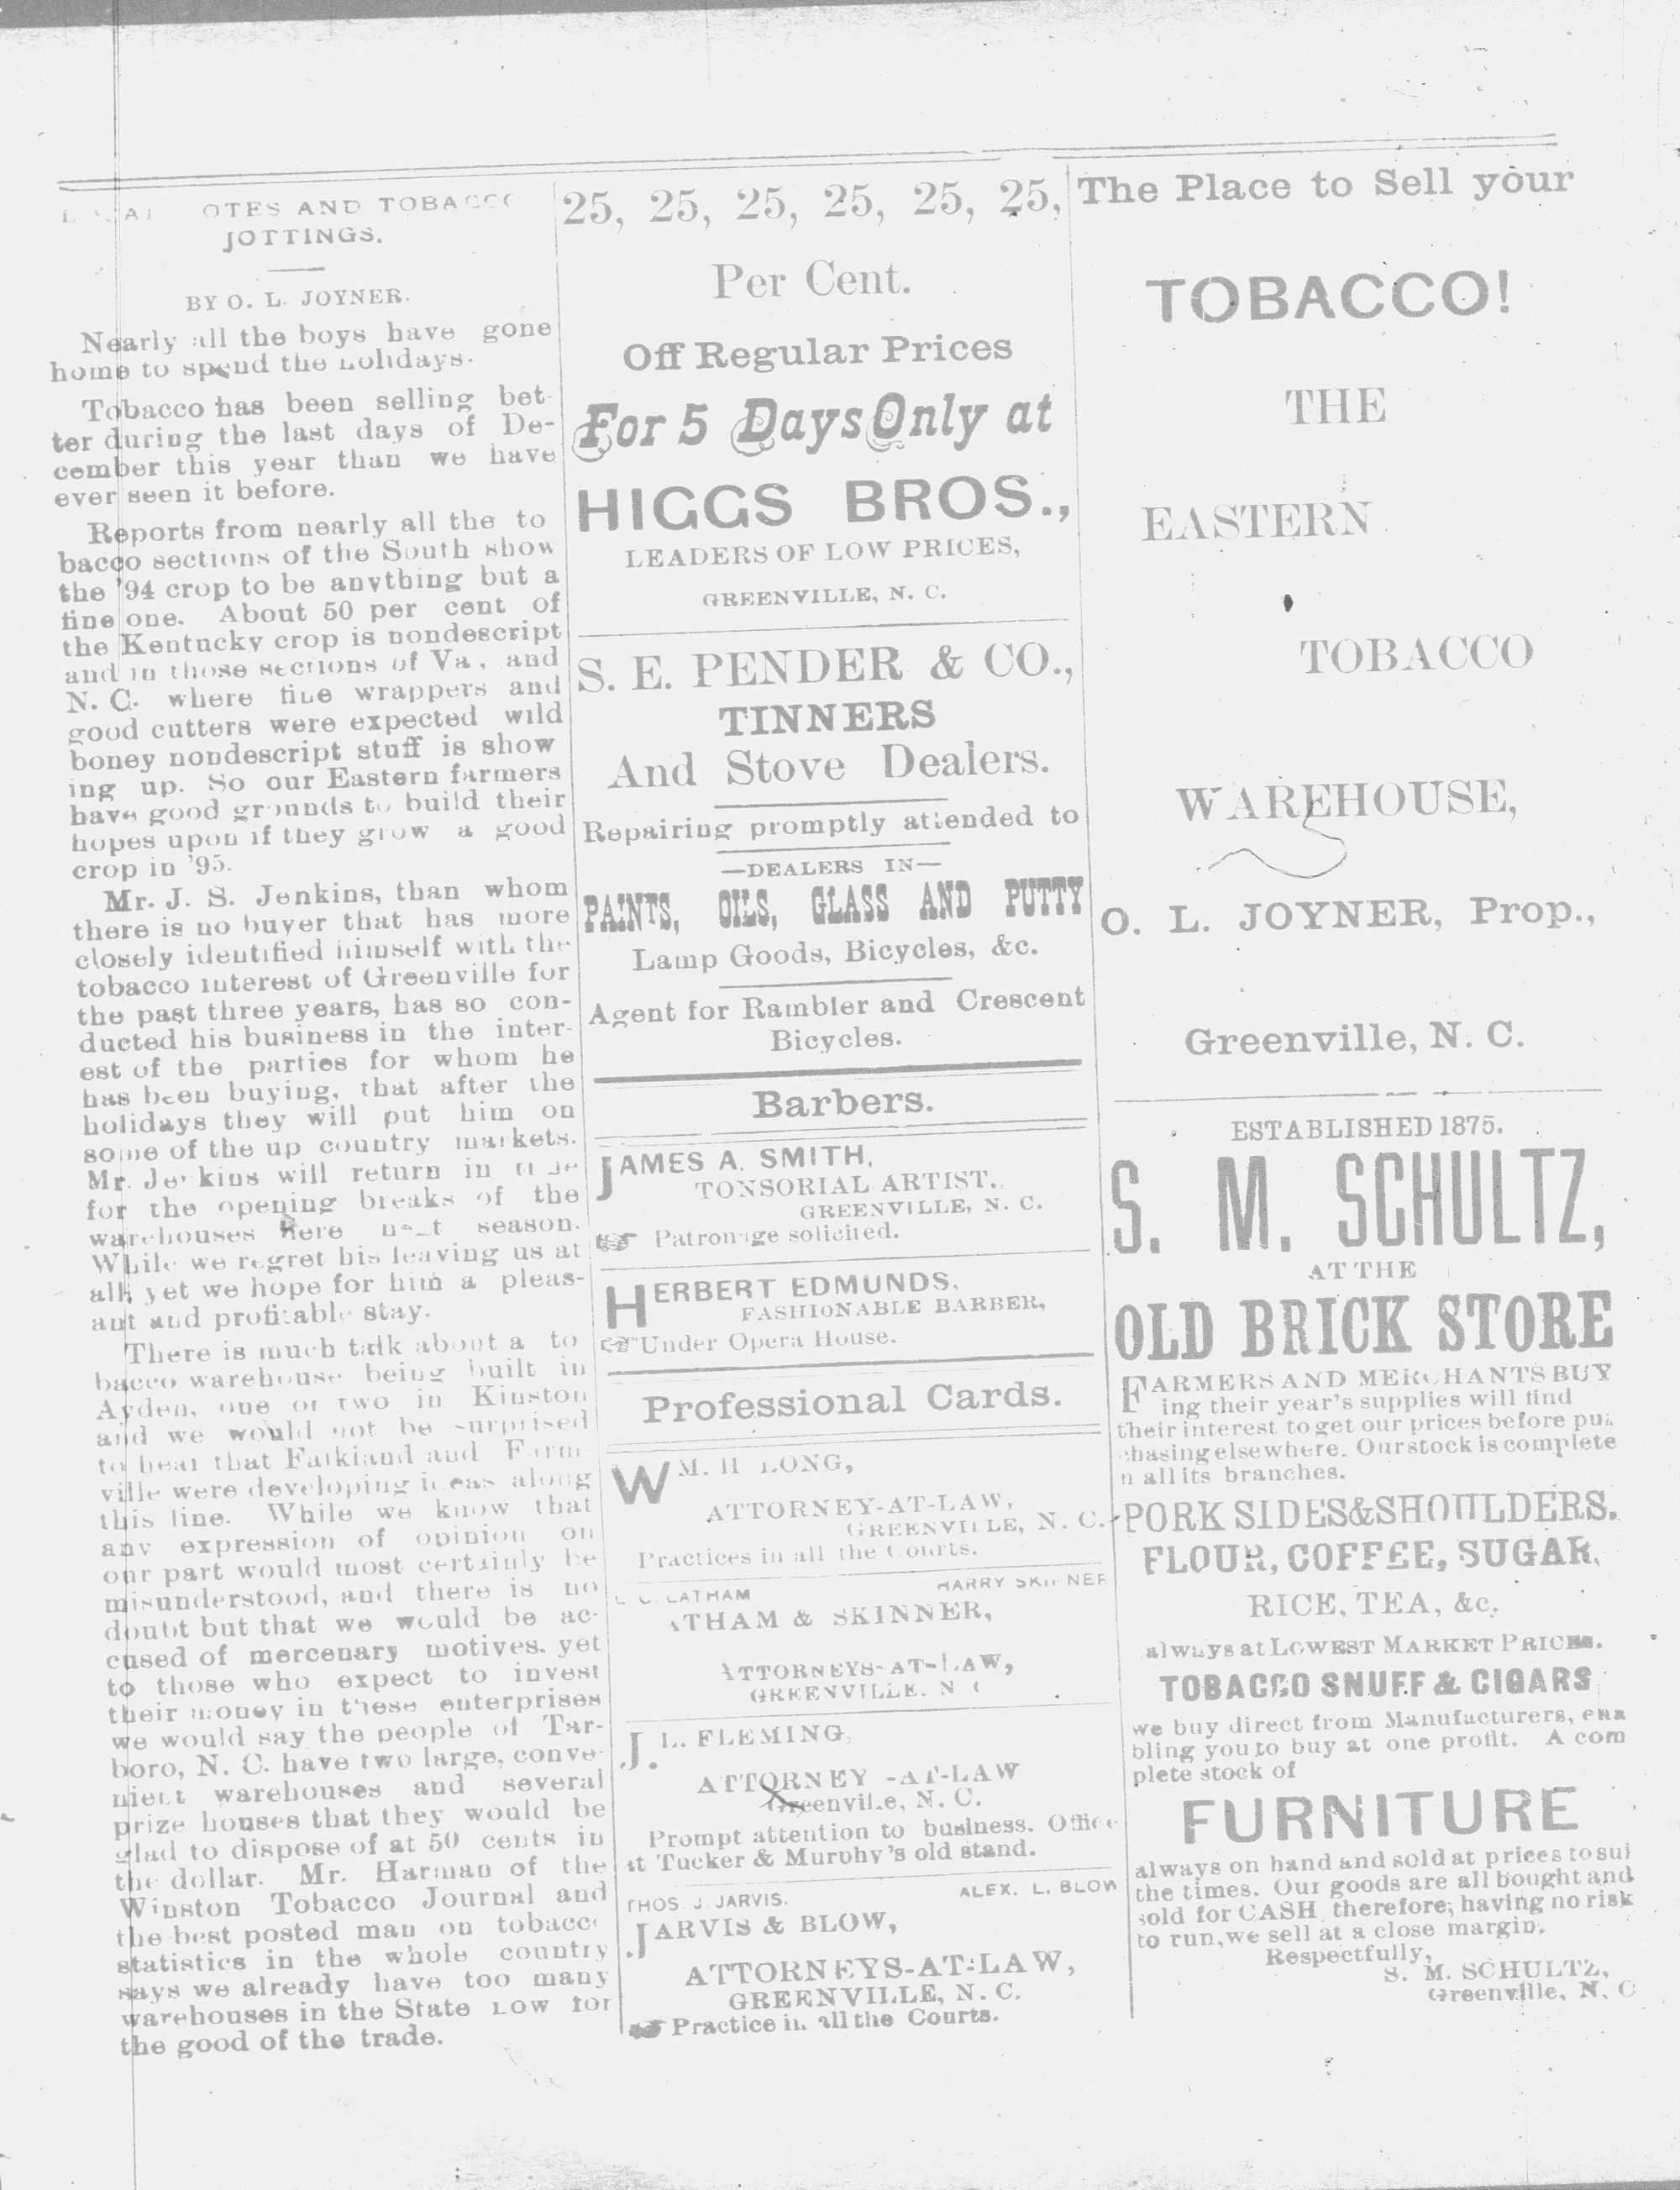 OTES AND TOBACCO
JOTTINGS.
BY O. L. JOYNER.
Nearly all the boys have gone
home to spend the holidays.
Tobacco has been selling bet-
ter during the last days of De-
cember this year than we have
ever seen it before.
Reports from nearly all the to
bacco sections of the South show
the '94 crop to be anything but a
fine one. About 50 per cent of
the Kentucky crop is nondescript
and in those sections of Va, and
N. C. where fine wrappers and
good cutters were expected wild
boney nondescript stuff is show
ing up. So our Eastern farmers
have good grounds to build their
hopes upon if they grow a good
crop in '95.
Mr. J. S. Jenkins, than whom
there is no buyer that has more
closely identified himself with the
tobacco interest of Greenville for
the past three years, has so con-
ducted his business in the inter-
est of the parties for whom he
has been buying, that after the
holidays they will put him on
some of the up country markets.
Mr. Jenkins will return in time
for the opening breaks of the
warehouses here next season.
While we regret his leaving us at
all, yet we hope for him a pleas-
ant and profitable stay.
There is much talk about a to
bacco warehouse being built in
Ayden, one or two in Kinston
and we would not be surprised
to hear that Falkland and Farm
ville were developing ideas along
this line. While we know that
any expression of opinion on
our part would most certainly be
misunderstood, and there is no
doubt but that we would be ac-
cused of mercenary motives. yet
to those who expect to invest
their money in these enterprises
we would say the people of Tar-
boro, N. C. have two large, conve-
nient warehouses and several
prize houses that they would be
glad to dispose of at 50 cents in
the dollar. Mr. Harman of the
Winston Tobacco Journal and
the best posted man on tobacco
statistics in the whole country
says we already have too many
warehouses in the State now for
the good of the trade.
25, 25, 25, 25, 25, 25,
Per Cent.
Off Regular Prices
For 5 Days Only at
HIGGS BROS.,
LEADERS OF LOW PRICES,
GREENVILLE, N. C.
S. E. PENDER & CO.,
TINNERS
And Stove Dealers.
Repairing promptly attended to
—DEALERS IN—
PAINTS, OILS, GLASS AND PUTTY
Lamp Goods, Bicycles, &c.
Agent for Rambler and Crescent
Bicycles.
Barbers.
JAMES A. SMITH,
TONSORIAL ARTIST.
GREENVILLE, N. C.
Patronage solicited.
HERBERT EDMUNDS,
FASHIONABLE BARBER,
Under Opera House.
Professional Cards.
WM. H LONG,
ATTORNEY-AT-LAW,
GREENVILLE, N. C.
Practices in all the Courts.
L. C. LATHAM HARRY SKINNER
ATHAM & SKINNER,
ATTORNEYS-AT-LAW,
GREENVILLE. N C
J. L. FLEMING,
ATTORNEY -AT-LAW
Greenville, N. C.
Prompt attention to business. Office
at Tucker & Murphy's old stand.
THOS. J. JARVIS. ALEX. L. BLOW
JARVIS & BLOW,
ATTORNEYS-AT-LAW,
GREENVILLE, N. C.
Practice in all the Courts.
The Place to Sell your
TOBACCO!
THE
EASTERN
TOBACCO
WAREHOUSE,
O. L. JOYNER, Prop.,
Greenville, N. C.
ESTABLISHED 1875.
S. M. SCHULTZ,
AT THE
OLD BRICK STORE
FARMERS AND MERCHANTS BUY
ing their year's supplies will find
their interest to get our prices before pur
chasing elsewhere. Our stock is complete
n all its branches.
PORK SIDES&SHOULDERS.
FLOUR, COFFEE, SUGAR,
RICE, TEA, &c.
always at LOWEST MARKET PRICES.
TOBACCO SNUFF & CIGARS
we buy direct from Manufacturers, ena
bling you to buy at one profit. A com
plete stock of
FURNITURE
always on hand and sold at prices to sui
the times. Our goods are all bought and
sold for CASH therefore, having no risk
to run, we sell at a close margin.
Respectfully,
S. M. SCHULTZ,
Greenville, N. C